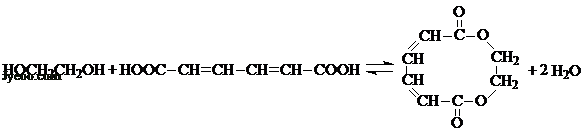 HOCH2CH2OH + HOOC—CH=CH—CH=CH—COOH ⇌ CH CH CH CH C O O CH2 CH2 O C O + 2 H2O